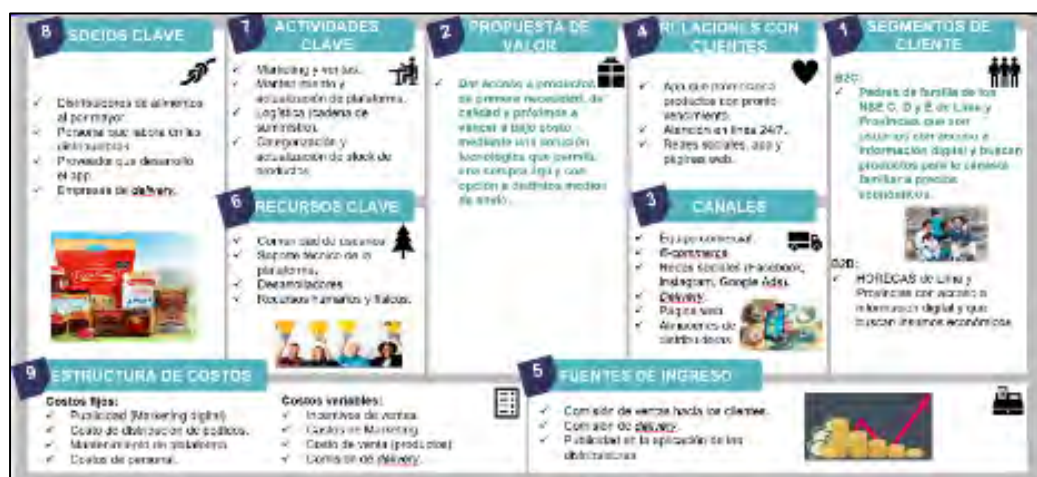 8 SOCIOS CLAVE
✓ Distribuidores de alimentos
al por mayor
✓ Persona que labora en las
distribuidoras
✓ Proveedor que desarrolló
el app.
✓ Empresas de delivery.
7 ACTIVIDADES
CLAVE
✓ Marketing y ventas.
✓ Mantenimiento y
actualización de plataforma.
✓ Logística (cadena de
suministro).
✓ Categorización y
actualización de stock de
productos
6 RECURSOS CLAVE
✓ Comunidad de usuarios
✓ Soporte técnico de la
plataforma.
✓ Desarrolladores
✓ Recursos humanos y físicos.
2 PROPUESTA DE
VALOR
✓ Dar acceso a productos
de primera necesidad, de
calidad y próximos a
vencer a bajo costo
mediante una solución
tecnológica que permita
una compra ágil y con
opción a distintos medios
de envío.
4 RELACIONES CON
CLIENTES
✓ App que
productos con pronto
vencimiento.
✓ Atención en línea 24/7.
✓ Redes sociales, app y
páginas web.
3 CANALES
✓ Equipo comercial.
✓ E-commerce
✓ Redes sociales (Facebook,
Instagram, Google Ads).
✓ Delivery.
✓ Página web.
✓ Almacenes de
distribuidoras
1 SEGMENTOS DE
CLIENTE
B2C:
✓ Padres de familia de los
NSE C, D y E de Lima y
Provincias que son
usuarios con acceso a
información digital y buscan
productos para la canasta
familiar a precios
económicos.
B2B:
✓ HORECAS de Lima y
Provincias con acceso a
información digital y que
buscan insumos económicos
9 ESTRUCTURA DE COSTOS
Costos fijos:
✓ Publicidad (Marketing digital)
✓ Costo de distribución de pedidos.
✓ Mantenimiento de plataforma.
✓ Costos de personal.
Costos variables:
✓ Incentivos de ventas.
✓ Gastos de Marketing
✓ Costo de venta (productos)
✓ Comisión de delivery.
5 FUENTES DE INGRESO
✓ Comisión de ventas hacia los clientes.
✓ Comisión de delivery.
✓ Publicidad en la aplicación de las
distribuidoras